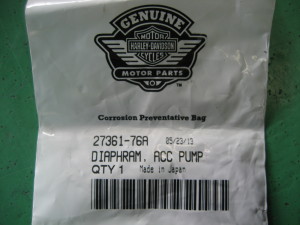 GENUINE
MOTOR
HARLEY-DAVIDSON
CYCLES
MOTOR PARTS
TM
Corrosion Preventative Bag
27361-76A 05/23/13
DIAPHRAM. ACC PUMP
QTY 1 Made in Japan